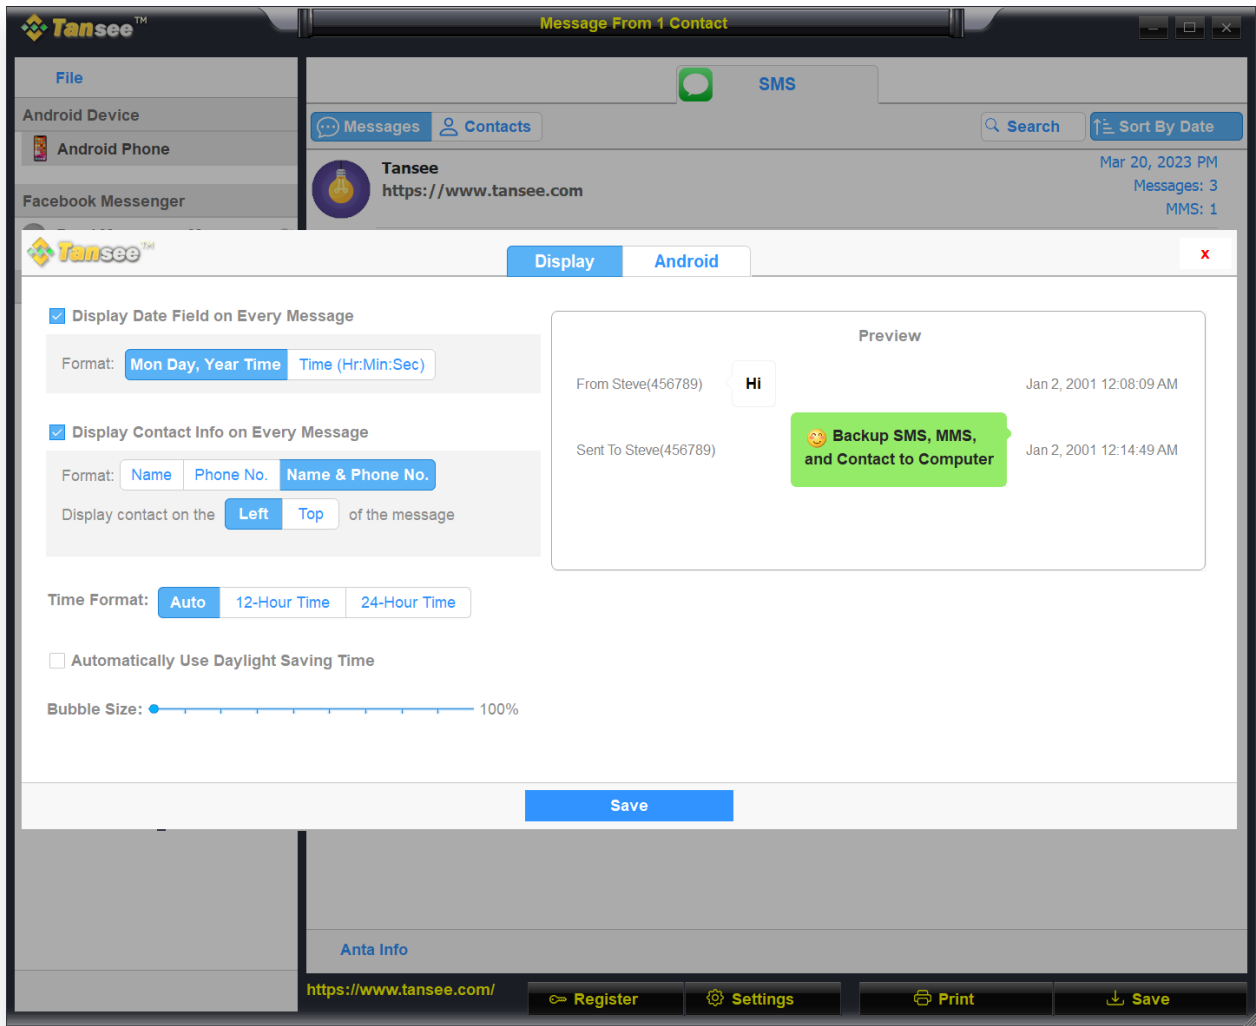 Tansee™
Message From 1 Contact
File
SMS
Android Device
Android Phone
Messages
Contacts
Search
Sort By Date
Tansee
https://www.tansee.com
Mar 20, 2023 PM
Messages: 3
MMS: 1
Facebook Messenger
Tansee™
Display
Android
x
Display Date Field on Every Message
Format: Mon Day, Year Time Time (Hr:Min:Sec)
Display Contact Info on Every Message
Format: Name Phone No. Name & Phone No.
Display contact on the Left Top of the message
Time Format: Auto 12-Hour Time 24-Hour Time
Automatically Use Daylight Saving Time
Bubble Size: 100%
Preview
From Steve(456789) Hi Jan 2, 2001 12:08:09 AM
Sent To Steve(456789)
Backup SMS, MMS,
and Contact to Computer
Jan 2, 2001 12:14:49 AM
Save
Anta Info
https://www.tansee.com/
Register
Settings
Print
Save